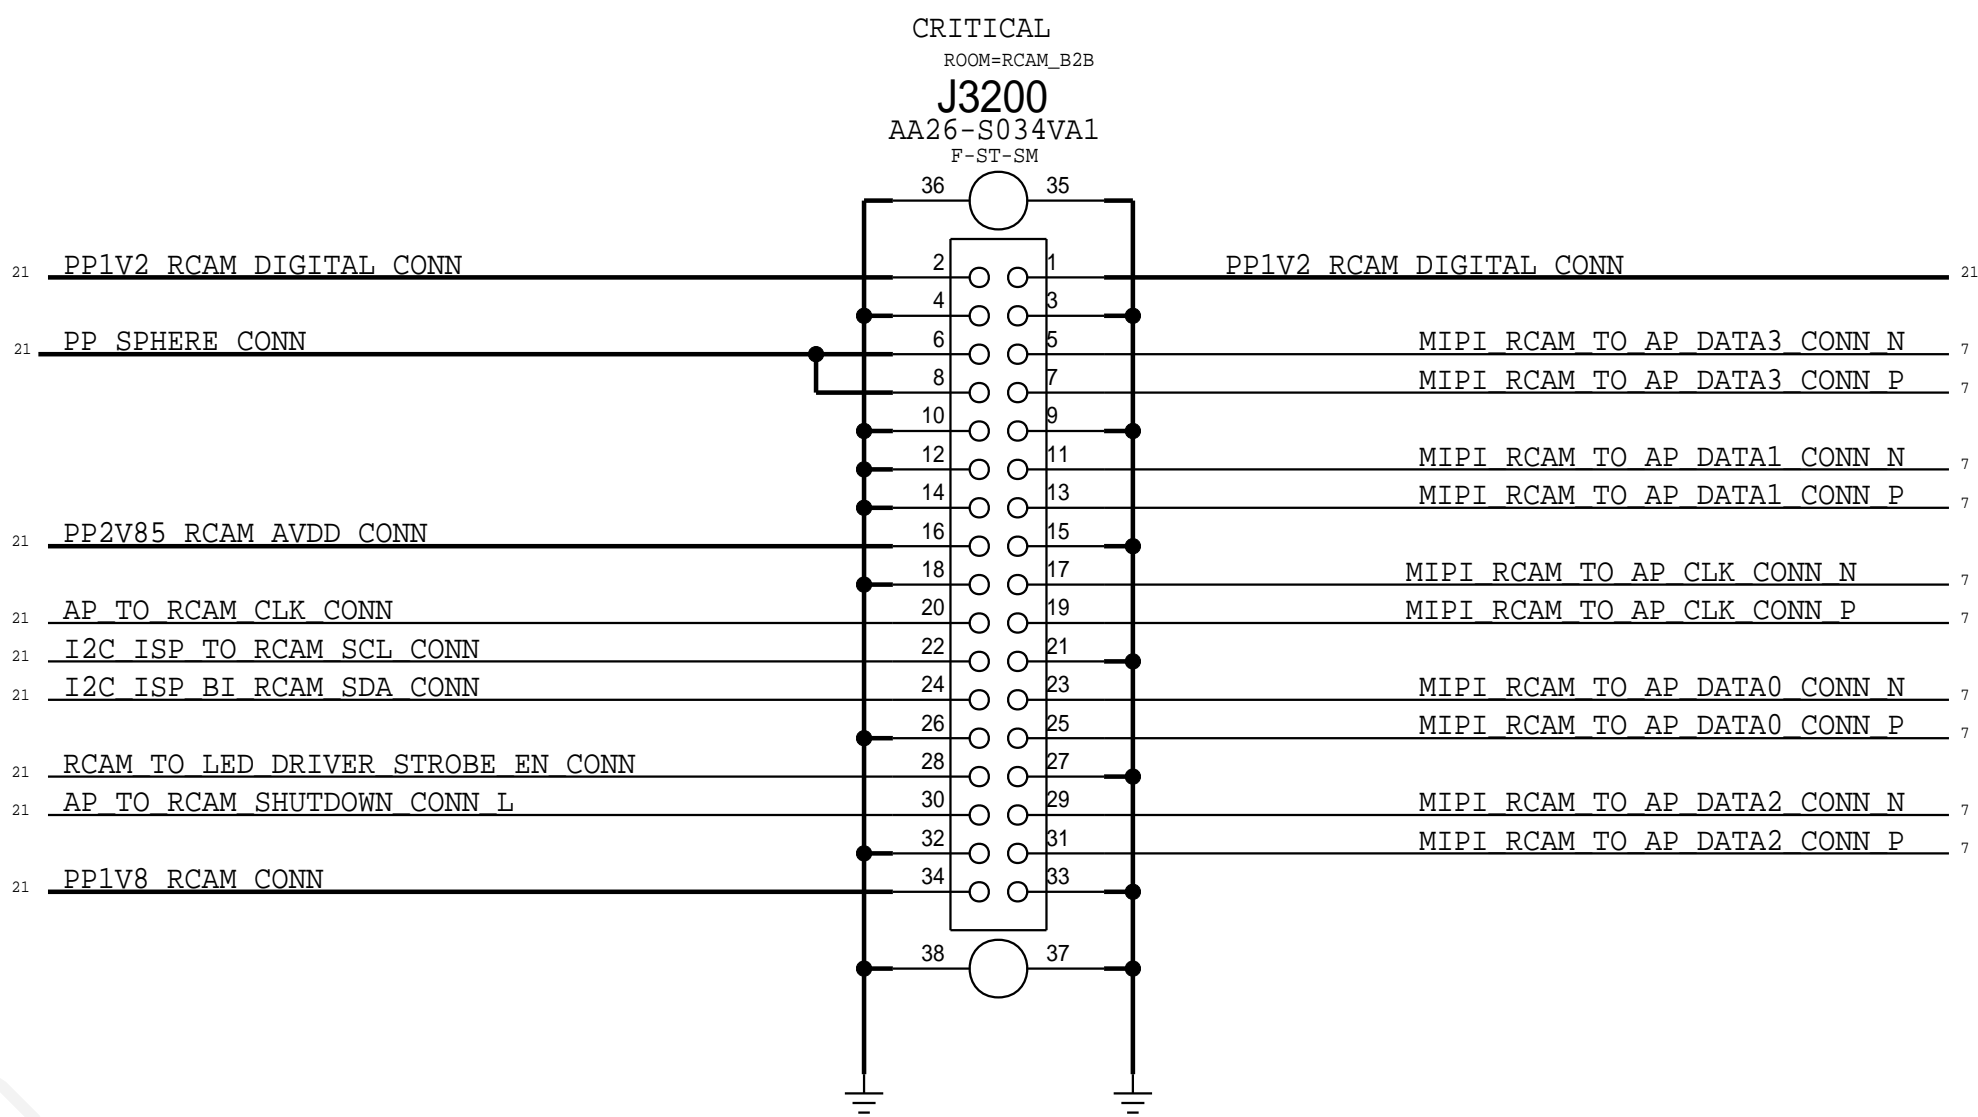 CRITICAL
ROOM=RCAM_B2B
J3200
AA26-S034VA1
F-ST-SM
36 35
21 PP1V2_RCAM_DIGITAL_CONN 2 1 PP1V2_RCAM_DIGITAL_CONN 21
4 3
21 PP_SPHERE_CONN 6 5 MIPI_RCAM_TO_AP_DATA3_CONN_N 7
8 7 MIPI_RCAM_TO_AP_DATA3_CONN_P 7
10 9
12 11 MIPI_RCAM_TO_AP_DATA1_CONN_N 7
14 13 MIPI_RCAM_TO_AP_DATA1_CONN_P 7
21 PP2V85_RCAM_AVDD_CONN 16 15
18 17 MIPI_RCAM_TO_AP_CLK_CONN_N 7
21 AP_TO_RCAM_CLK_CONN 20 19 MIPI_RCAM_TO_AP_CLK_CONN_P 7
21 I2C_ISP_TO_RCAM_SCL_CONN 22 21
21 I2C_ISP_BI_RCAM_SDA_CONN 24 23 MIPI_RCAM_TO_AP_DATA0_CONN_N 7
26 25 MIPI_RCAM_TO_AP_DATA0_CONN_P 7
21 RCAM_TO_LED_DRIVER_STROBE_EN_CONN 28 27
21 AP_TO_RCAM_SHUTDOWN_CONN_L 30 29 MIPI_RCAM_TO_AP_DATA2_CONN_N 7
32 31 MIPI_RCAM_TO_AP_DATA2_CONN_P 7
21 PP1V8_RCAM_CONN 34 33
38 37